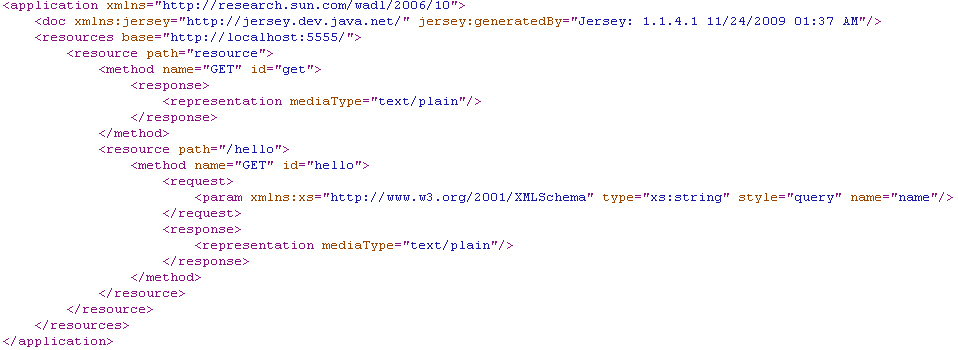 <application xmlns="http://research.sun.com/wadl/2006/10">
    <doc xmlns:jersey="http://jersey.dev.java.net/" jersey:generatedBy="Jersey: 1.1.4.1 11/24/2009 01:37 AM"/>
    <resources base="http://localhost:5555/">
        <resource path="resource">
            <method name="GET" id="get">
                <response>
                    <representation mediaType="text/plain"/>
                </response>
            </method>
            <resource path="/hello">
                <method name="GET" id="hello">
                    <request>
                        <param xmlns:xs="http://www.w3.org/2001/XMLSchema" type="xs:string" style="query" name="name"/>
                    </request>
                    <response>
                        <representation mediaType="text/plain"/>
                    </response>
                </method>
            </resource>
        </resource>
    </resources>
</application>